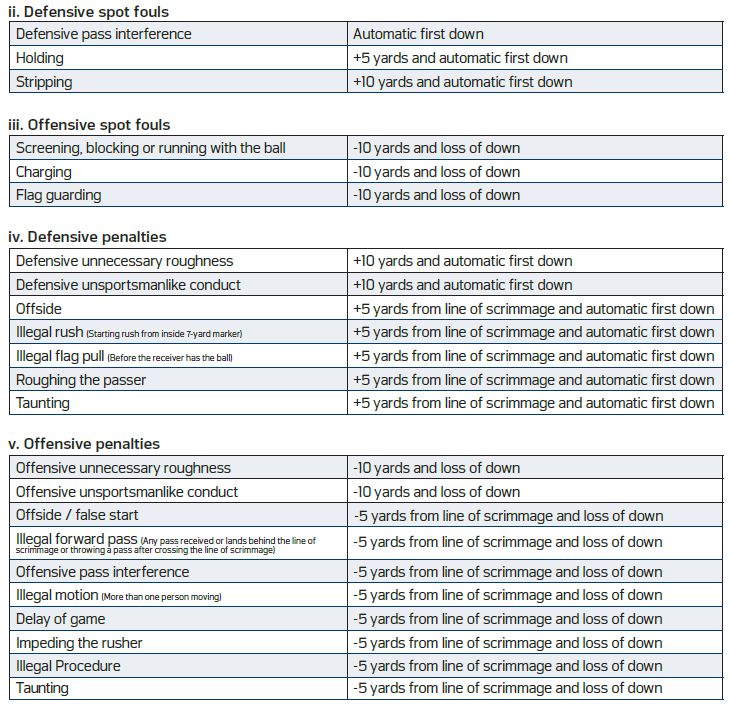 ii. Defensive spot fouls
Defensive pass interference Automatic first down
Holding +5 yards and automatic first down
Stripping +10 yards and automatic first down
iii. Offensive spot fouls
Screening, blocking or running with the ball -10 yards and loss of down
Charging -10 yards and loss of down
Flag guarding -10 yards and loss of down
iv. Defensive penalties
Defensive unnecessary roughness +10 yards and automatic first down
Defensive unsportsmanlike conduct +10 yards and automatic first down
Offside +5 yards from line of scrimmage and automatic first down
Illegal rush (Starting rush from inside 7-yard marker) +5 yards from line of scrimmage and automatic first down
Illegal flag pull (Before the receiver has the ball) +5 yards from line of scrimmage and automatic first down
Roughing the passer +5 yards from line of scrimmage and automatic first down
Taunting +5 yards from line of scrimmage and automatic first down
v. Offensive penalties
Offensive unnecessary roughness -10 yards and loss of down
Offensive unsportsmanlike conduct -10 yards and loss of down
Offside / false start -5 yards from line of scrimmage and loss of down
Illegal forward pass (Any pass received or lands behind the line of
scrimmage or throwing a pass after crossing the line of scrimmage) -5 yards from line of scrimmage and loss of down
Offensive pass interference -5 yards from line of scrimmage and loss of down
Illegal motion (More than one person moving) -5 yards from line of scrimmage and loss of down
Delay of game -5 yards from line of scrimmage and loss of down
Impeding the rusher -5 yards from line of scrimmage and loss of down
Illegal Procedure -5 yards from line of scrimmage and loss of down
Taunting -5 yards from line of scrimmage and loss of down